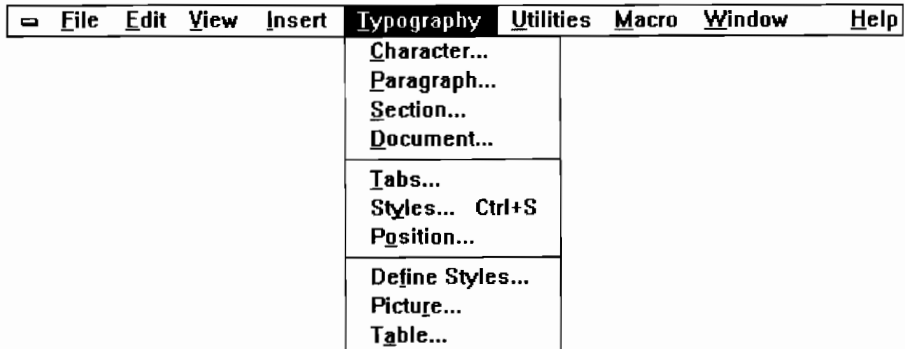 File Edit View Insert Typography Utilities Macro Window Help
Character...
Paragraph...
Section...
Document...
Tabs...
Styles... Ctrl+S
Position...
Define Styles...
Picture...
Table...